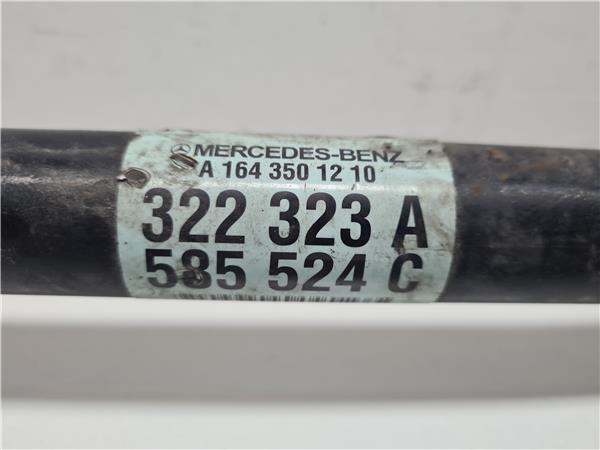 MERCEDES-BENZ
A 164 350 12 10
322 323 A
585 524 C